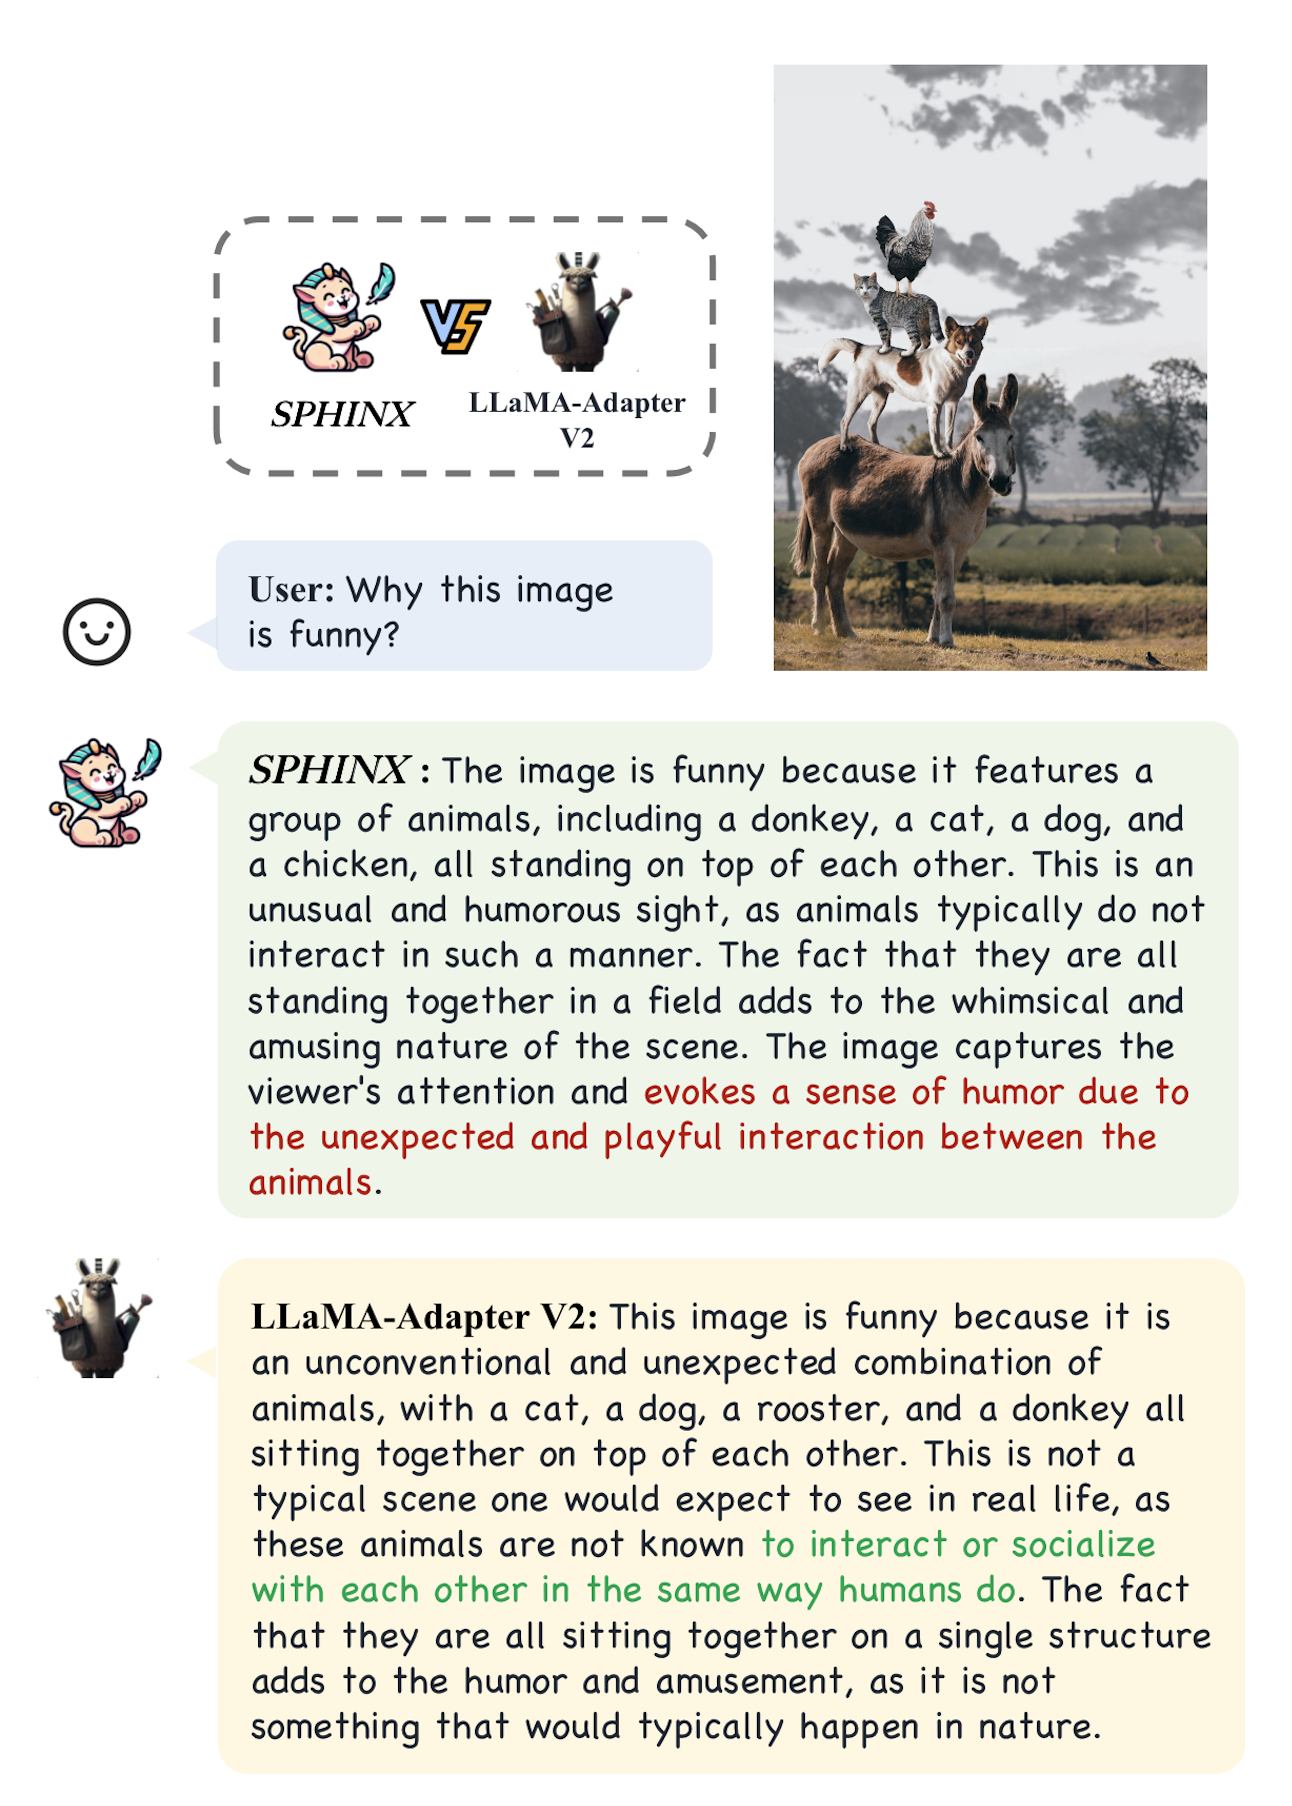 VS
SPHINX
LLaMA-Adapter
V2
User: Why this image
is funny?
SPHINX : The image is funny because it features a
group of animals, including a donkey, a cat, a dog, and
a chicken, all standing on top of each other. This is an
unusual and humorous sight, as animals typically do not
interact in such a manner. The fact that they are all
standing together in a field adds to the whimsical and
amusing nature of the scene. The image captures the
viewer's attention and evokes a sense of humor due to
the unexpected and playful interaction between the
animals.
LLaMA-Adapter V2: This image is funny because it is
an unconventional and unexpected combination of
animals, with a cat, a dog, a rooster, and a donkey all
sitting together on top of each other. This is not a
typical scene one would expect to see in real life, as
these animals are not known to interact or socialize
with each other in the same way humans do. The fact
that they are all sitting together on a single structure
adds to the humor and amusement, as it is not
something that would typically happen in nature.